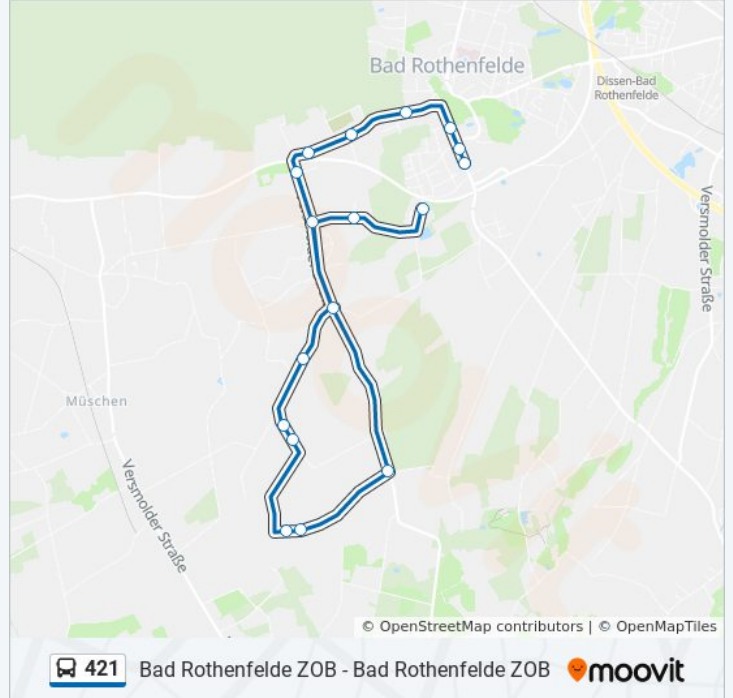 Bad Rothenfelde
Dissen-Bad
Rothenfelde
Versmolder Straße
Müschen
Versmolder Straße
© OpenStreetMap contributors | © OpenMapTiles
421 Bad Rothenfelde ZOB - Bad Rothenfelde ZOB moovit